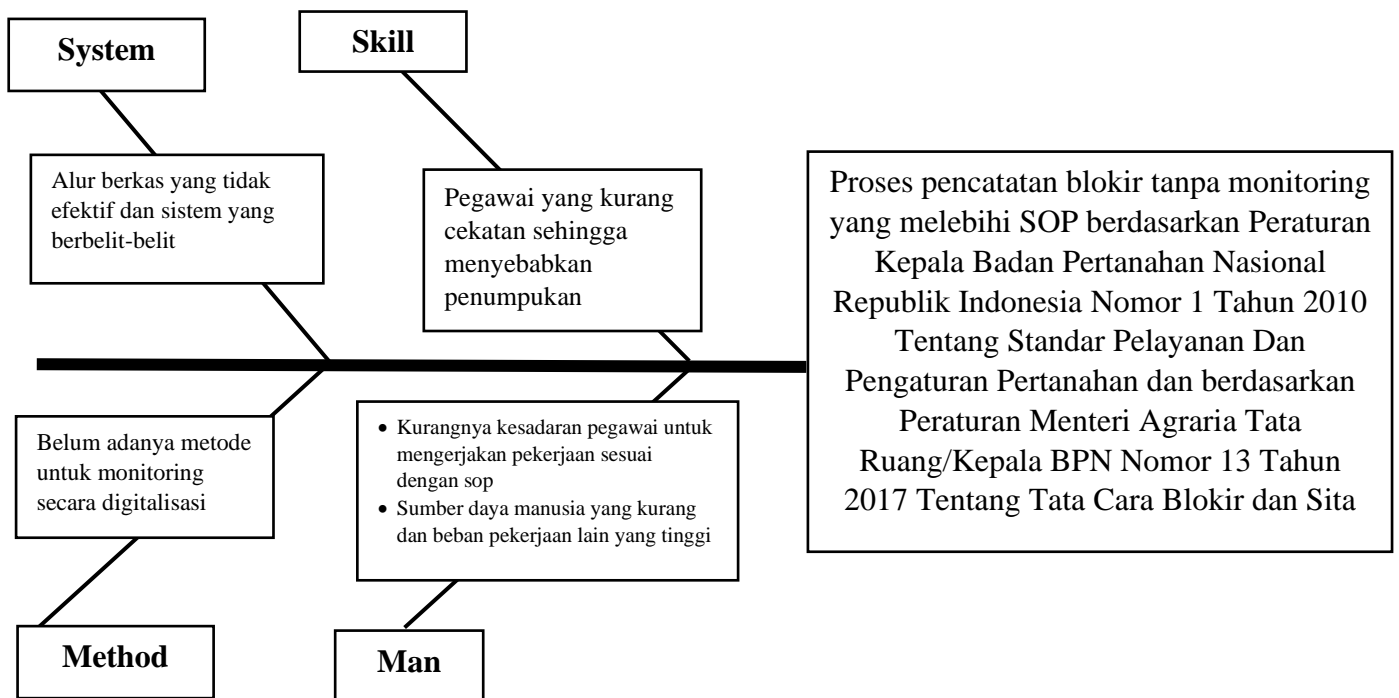 System
Skill
Alur berkas yang tidak
efektif dan sistem yang
berbelit-belit
Pegawai yang kurang
cekatan sehingga
menyebabkan
penumpukan
Proses pencatatan blokir tanpa monitoring
yang melebihi SOP berdasarkan Peraturan
Kepala Badan Pertanahan Nasional
Republik Indonesia Nomor 1 Tahun 2010
Tentang Standar Pelayanan Dan
Pengaturan Pertanahan dan berdasarkan
Peraturan Menteri Agraria Tata
Ruang/Kepala BPN Nomor 13 Tahun
2017 Tentang Tata Cara Blokir dan Sita
Belum adanya metode
untuk monitoring
secara digitalisasi
• Kurangnya kesadaran pegawai untuk
mengerjakan pekerjaan sesuai
dengan sop
• Sumber daya manusia yang kurang
dan beban pekerjaan lain yang tinggi
Method
Man